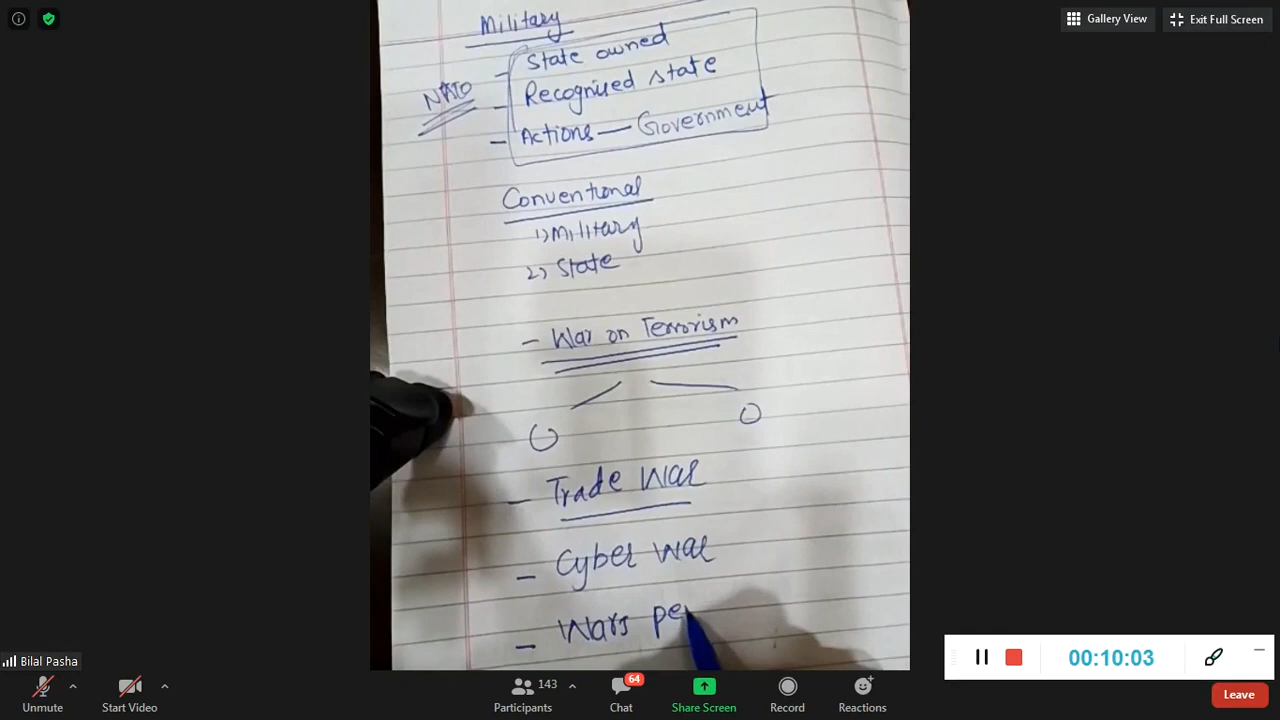 Gallery View
Exit Full Screen
Military
- State owned
NATO
- Recognised state
- Actions — Government
Conventional
1) Military
2) State
- War on Terrorism
- Trade War
- Cyber War
- Wars pe
Bilal Pasha
00:10:03
Unmute
Start Video
143
Participants
64
Chat
Share Screen
Record
Reactions
Leave